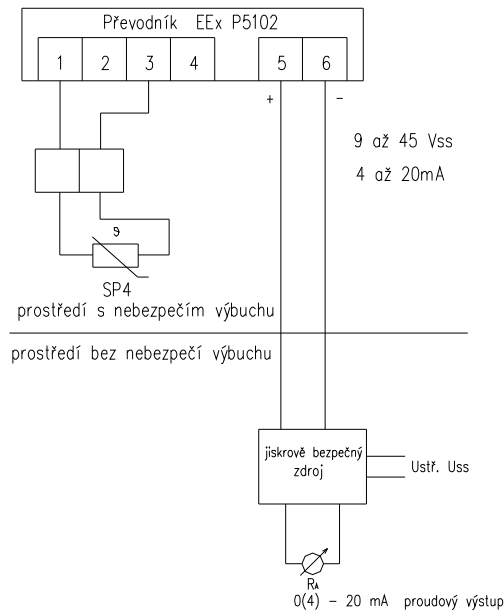 Převodník EEx P5102
1 2 3 4 5 6
+ -
9 až 45 Vss
4 až 20mA
ϑ
SP4
prostředí s nebezpečím výbuchu
prostředí bez nebezpečí výbuchu
jiskrově bezpečný
zdroj
Ustř. Uss
RA
0(4) - 20 mA proudový výstup